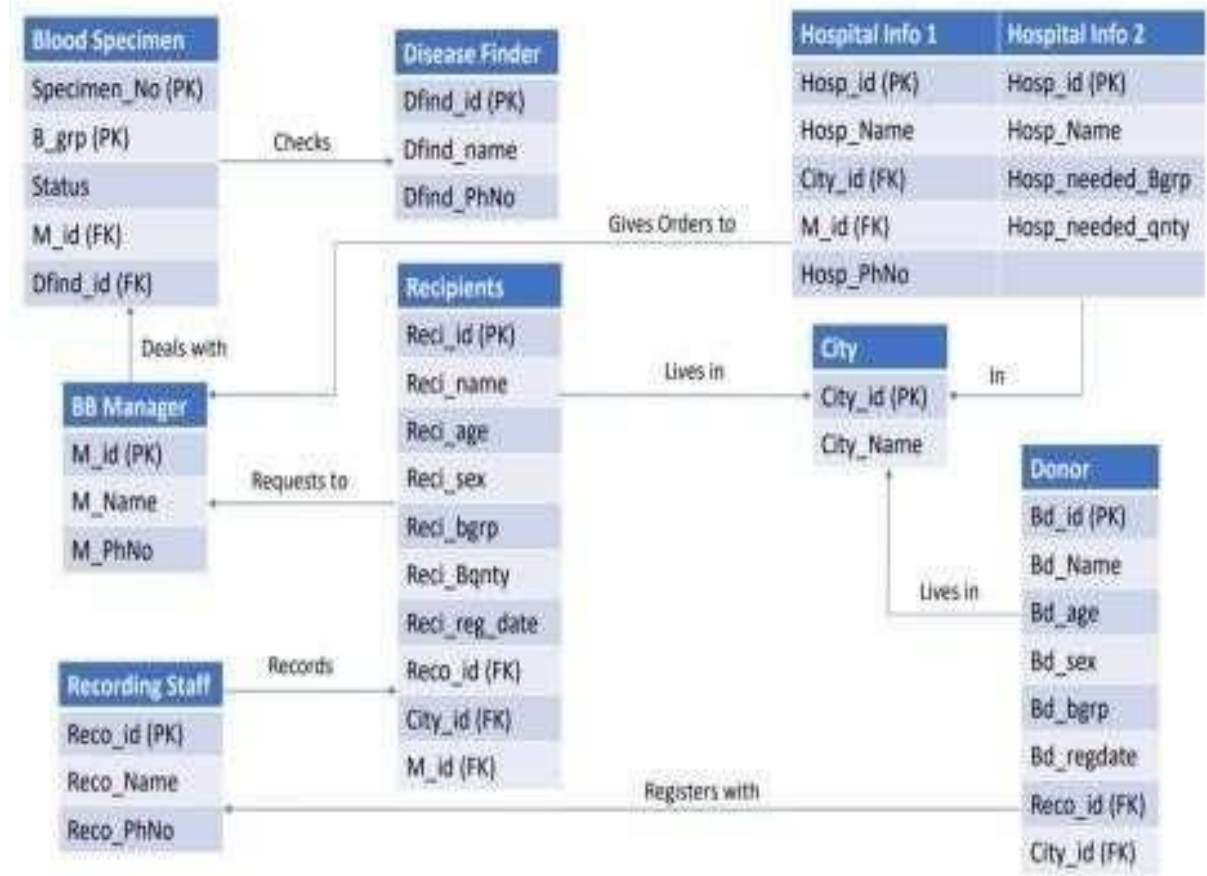 Blood Specimen
Specimen_No (PK)
B_grp (PK)
Status
M_id (FK)
Dfind_id (FK)
Checks
Disease Finder
Dfind_id (PK)
Dfind_name
Dfind_PhNo
Hospital Info 1
Hosp_id (PK)
Hosp_Name
City_id (FK)
M_id (FK)
Hosp_PhNo
Hospital Info 2
Hosp_id (PK)
Hosp_Name
Hosp_needed_Bgrp
Hosp_needed_qnty
Gives Orders to
Deals with
BB Manager
M_id (PK)
M_Name
M_PhNo
Requests to
Recipients
Reci_id (PK)
Reci_name
Reci_age
Reci_sex
Reci_bgrp
Reci_Bqnty
Reci_reg_date
Reco_id (FK)
City_id (FK)
M_id (FK)
Lives in
City
City_id (PK)
City_Name
In
Lives in
Donor
Bd_id (PK)
Bd_Name
Bd_age
Bd_sex
Bd_bgrp
Bd_regdate
Reco_id (FK)
City_id (FK)
Recording Staff
Reco_id (PK)
Reco_Name
Reco_PhNo
Records
Registers with